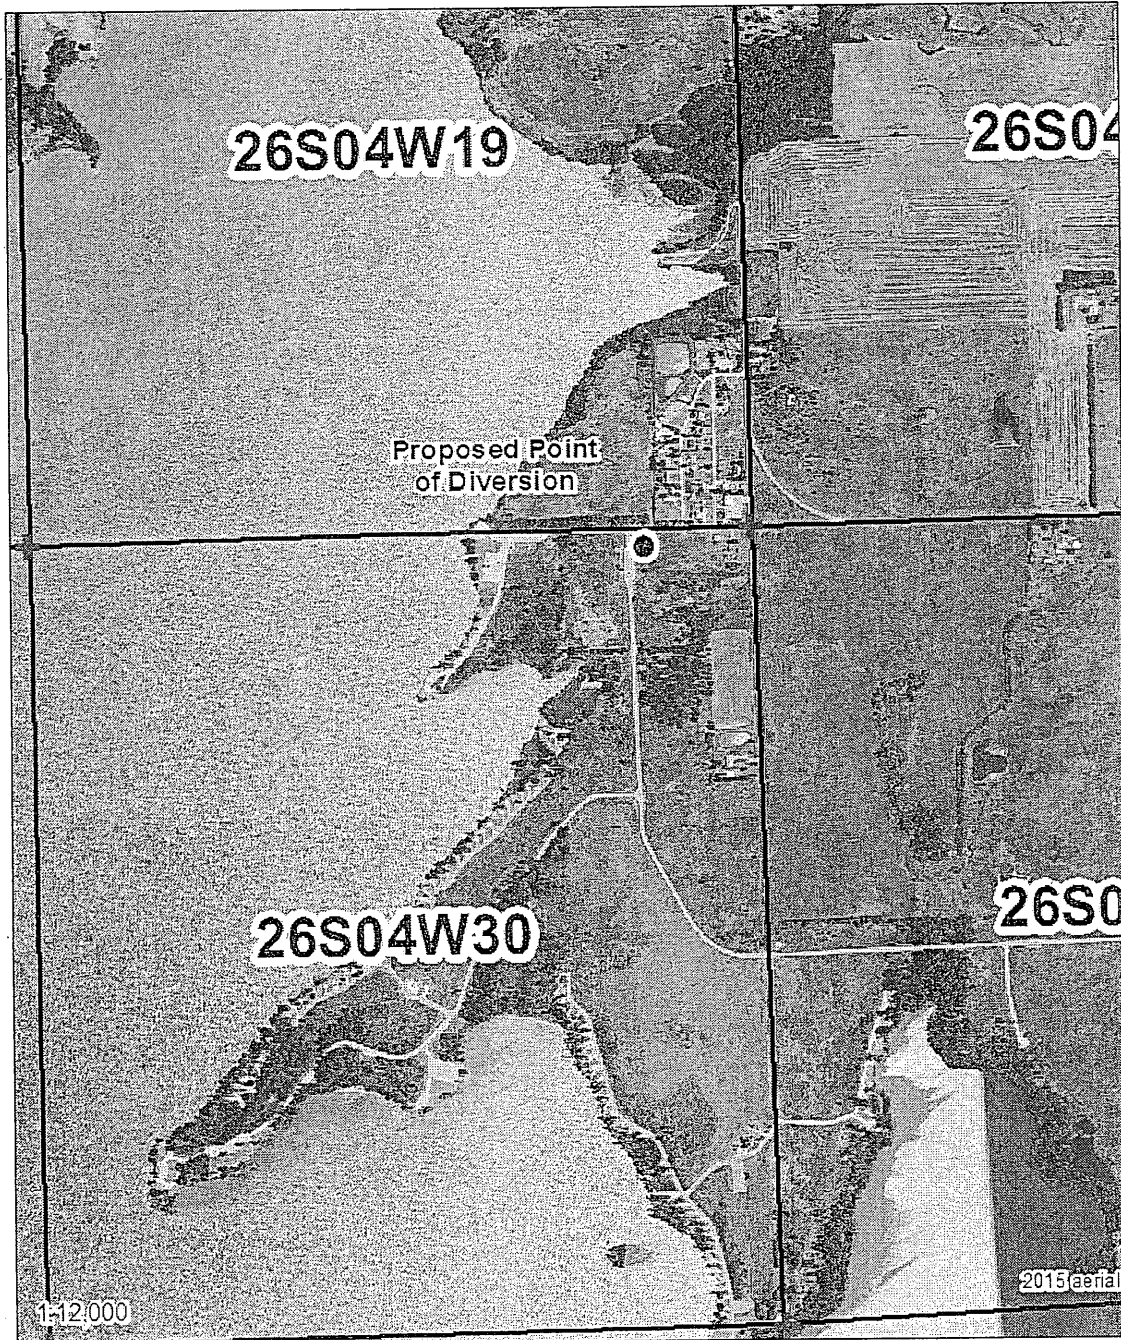 26S04W19
26S04
Proposed Point
of Diversion
26S04W30
26S0
2015 aerial
1:12,000